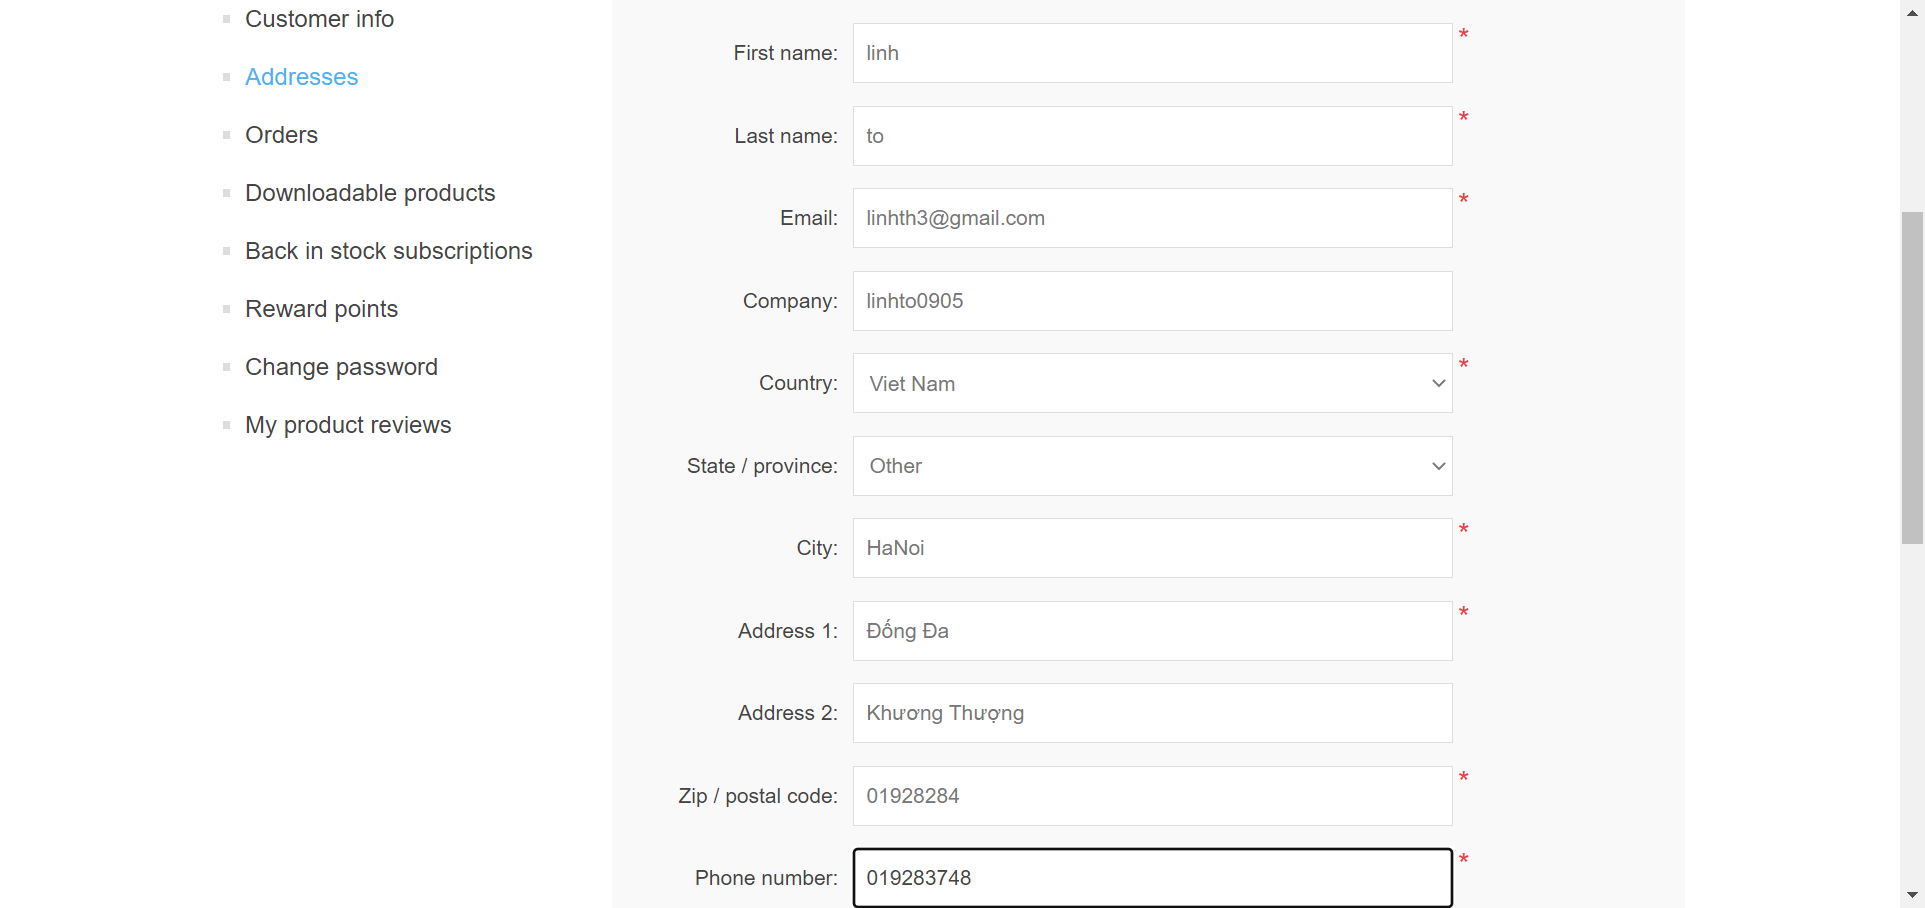 Customer info
Addresses
Orders
Downloadable products
Back in stock subscriptions
Reward points
Change password
My product reviews
First name: linh *
Last name: to *
Email: linhth3@gmail.com *
Company: linhto0905
Country: Viet Nam *
State / province: Other
City: HaNoi *
Address 1: Đống Đa *
Address 2: Khương Thượng
Zip / postal code: 01928284 *
Phone number: 019283748 *